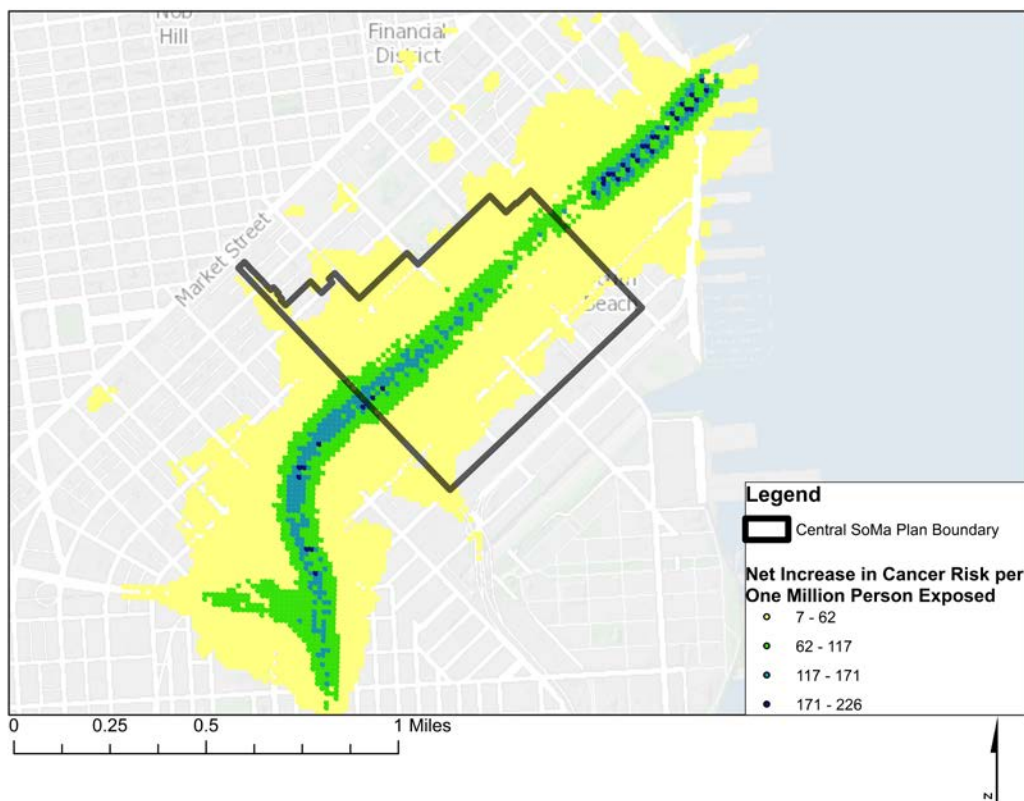 Nob
Hill
Financial
District
Market Street
Beach
Legend
Central SoMa Plan Boundary
Net Increase in Cancer Risk per
One Million Person Exposed
7 - 62
62 - 117
117 - 171
171 - 226
0 0.25 0.5 1 Miles
N